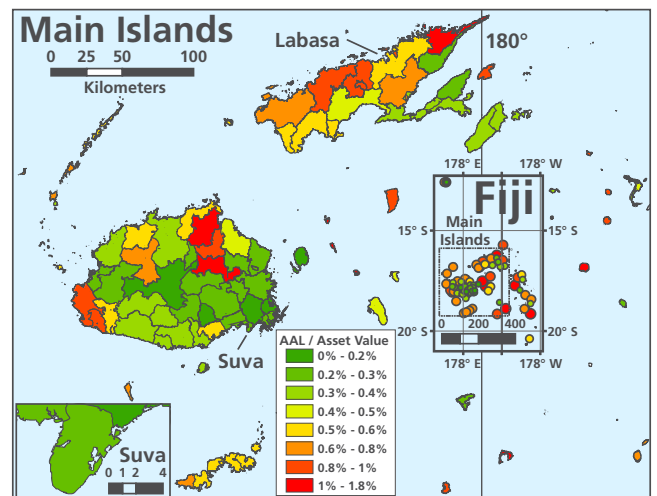 Main Islands
0 25 50 100
Kilometers
Labasa
180°
178° E 178° W
Fiji
Main
Islands
15° S 15° S
0 200 400
20° S 20° S
178° E 178° W
Suva
AAL / Asset Value
0% - 0.2%
0.2% - 0.3%
0.3% - 0.4%
0.4% - 0.5%
0.5% - 0.6%
0.6% - 0.8%
0.8% - 1%
1% - 1.8%
Suva
0 1 2 4